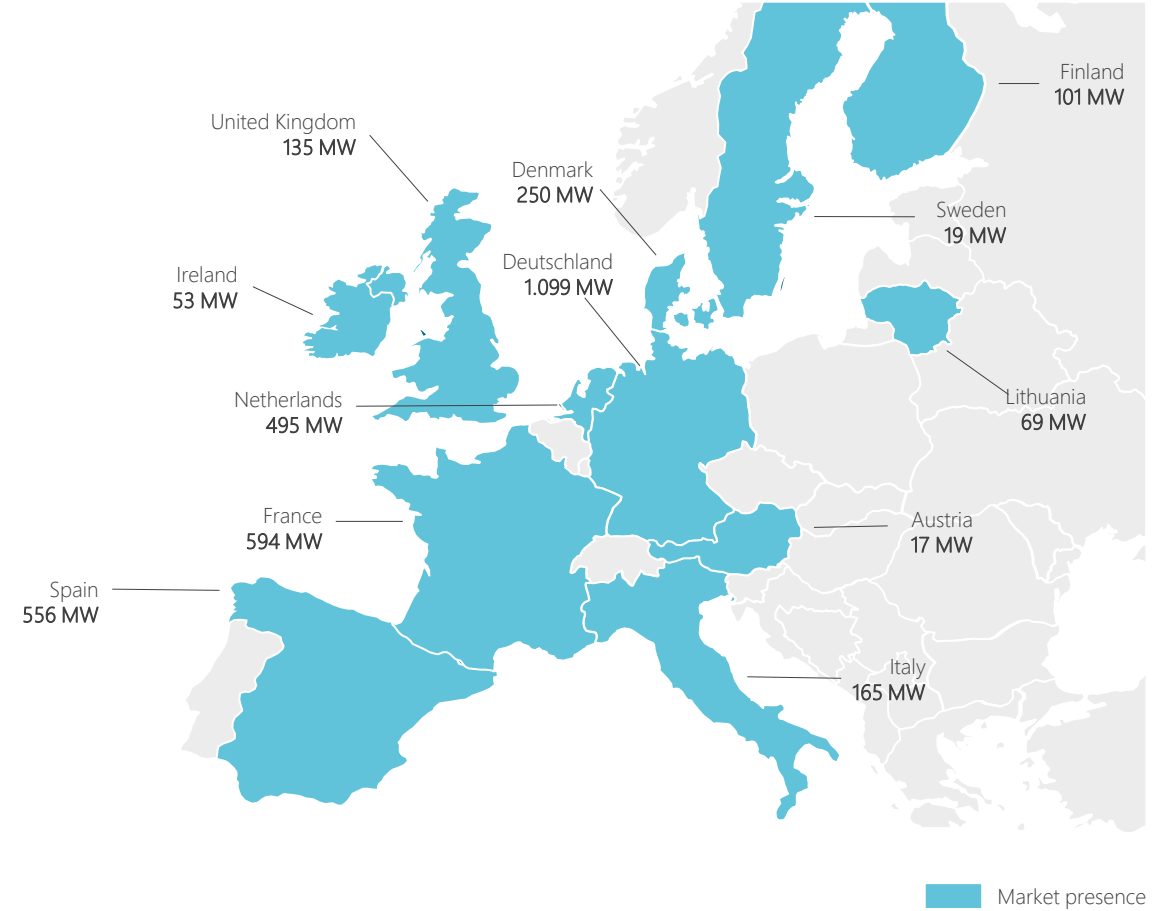 Finland
101 MW
United Kingdom
135 MW
Denmark
250 MW
Sweden
19 MW
Deutschland
1.099 MW
Ireland
53 MW
Netherlands
495 MW
Lithuania
69 MW
France
594 MW
Austria
17 MW
Spain
556 MW
Italy
165 MW
Market presence